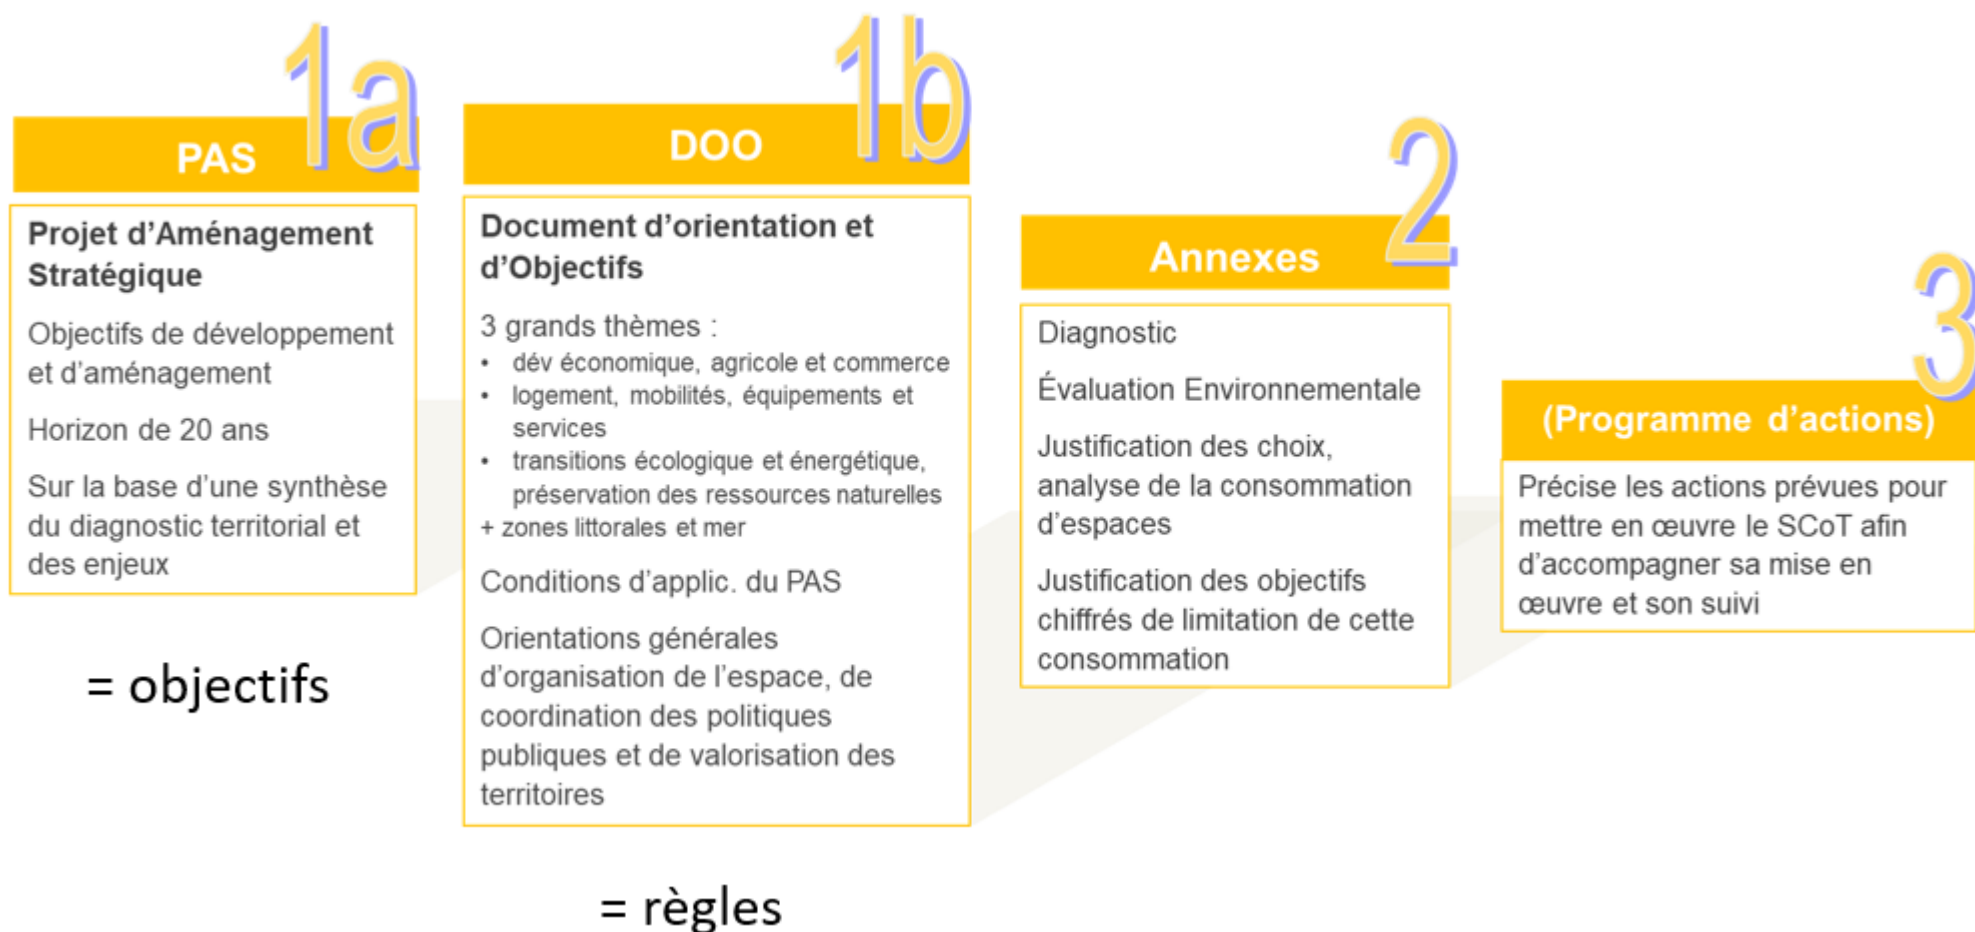 1a
PAS
Projet d'Aménagement
Stratégique
Objectifs de développement
et d'aménagement
Horizon de 20 ans
Sur la base d'une synthèse
du diagnostic territorial et
des enjeux
= objectifs
1b
DOO
Document d'orientation et
d'Objectifs
3 grands thèmes :
• dév économique, agricole et commerce
• logement, mobilités, équipements et
services
• transitions écologique et énergétique,
préservation des ressources naturelles
+ zones littorales et mer
Conditions d'applic. du PAS
Orientations générales
d'organisation de l'espace, de
coordination des politiques
publiques et de valorisation des
territoires
= règles
2
Annexes
Diagnostic
Évaluation Environnementale
Justification des choix,
analyse de la consommation
d'espaces
Justification des objectifs
chiffrés de limitation de cette
consommation
3
(Programme d'actions)
Précise les actions prévues pour
mettre en œuvre le SCoT afin
d'accompagner sa mise en
œuvre et son suivi